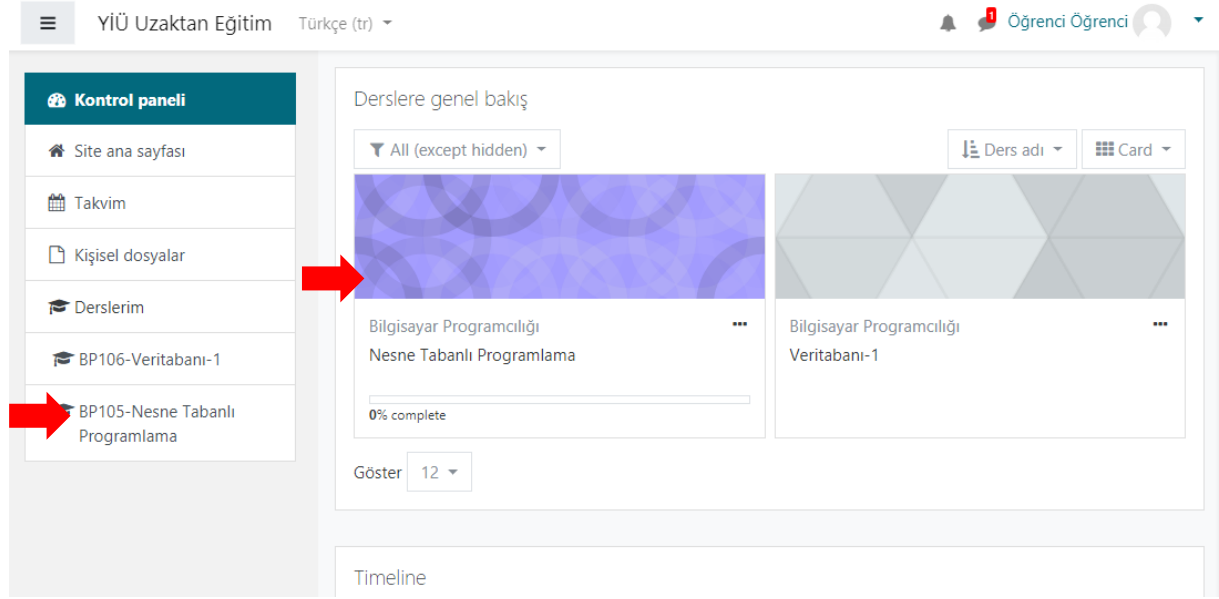 YİÜ Uzaktan Eğitim Türkçe (tr) 1 Öğrenci Öğrenci
Kontrol paneli
Site ana sayfası
Takvim
Kişisel dosyalar
Derslerim
BP106-Veritabanı-1
BP105-Nesne Tabanlı
Programlama
Derslere genel bakış
All (except hidden) Ders adı Card
Bilgisayar Programcılığı
Nesne Tabanlı Programlama
0% complete
Bilgisayar Programcılığı
Veritabanı-1
Göster 12
Timeline